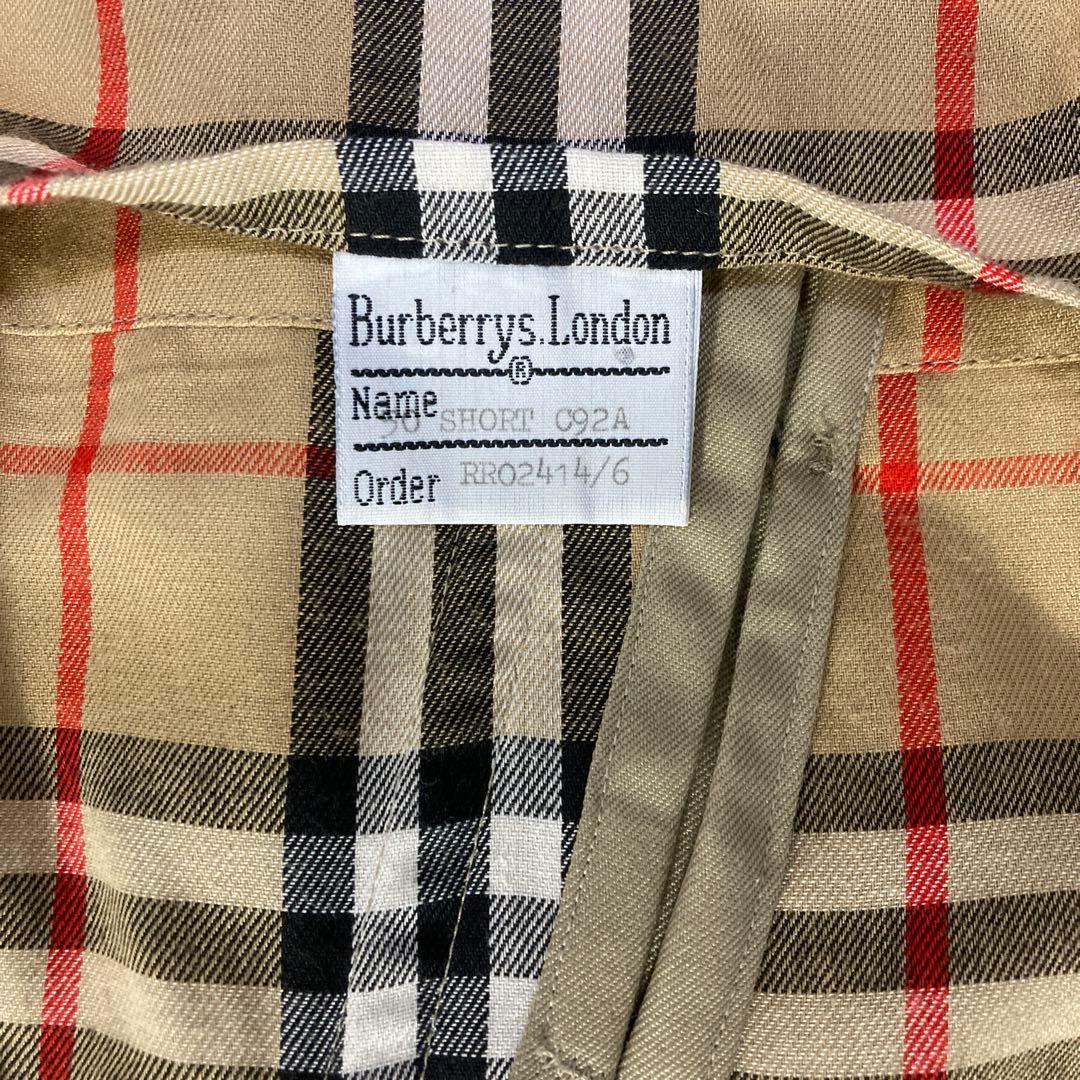 Burberrys.London
®
Name
SHORT C92A
Order RR02414/6